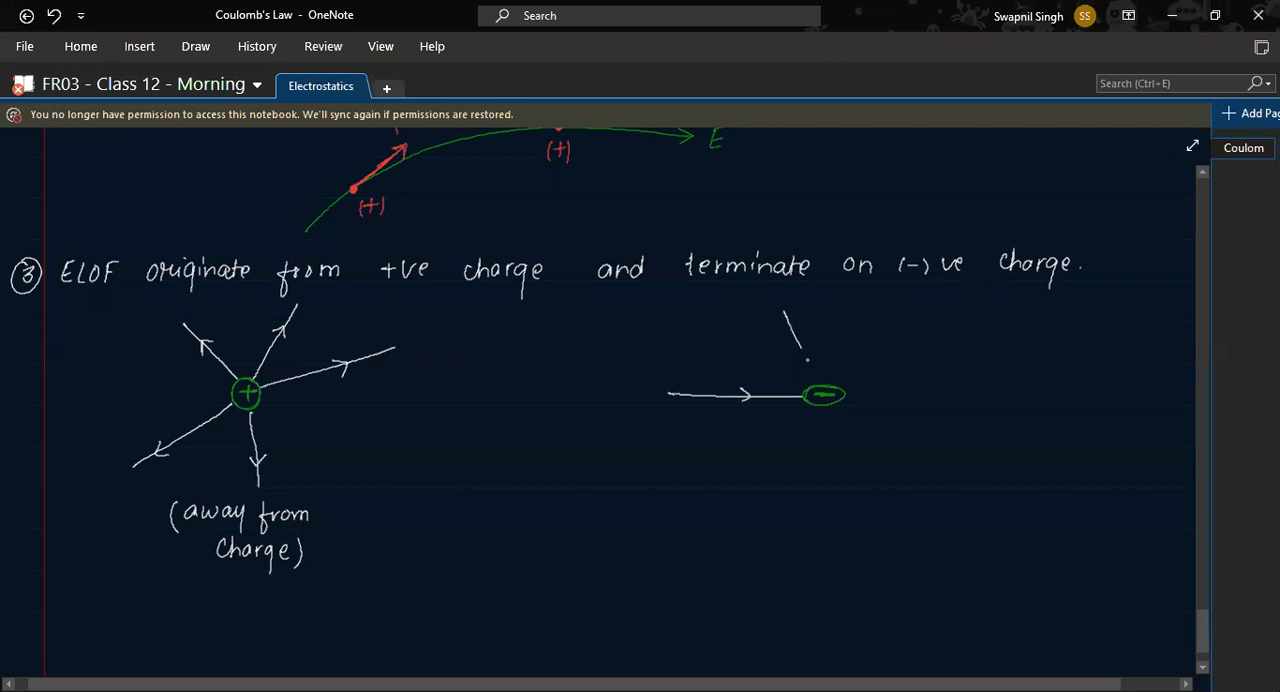 Coulomb's Law - OneNote
Search
Swapnil Singh
SS
File Home Insert Draw History Review View Help
FR03 - Class 12 - Morning
Electrostatics
+
Search (Ctrl+E)
You no longer have permission to access this notebook. We'll sync again if permissions are restored.
+ Add Pag
Coulom
E
(+)
(+)
③ ELOF originate from +ve charge and terminate on (-)ve charge.
+
-
(away from
charge)